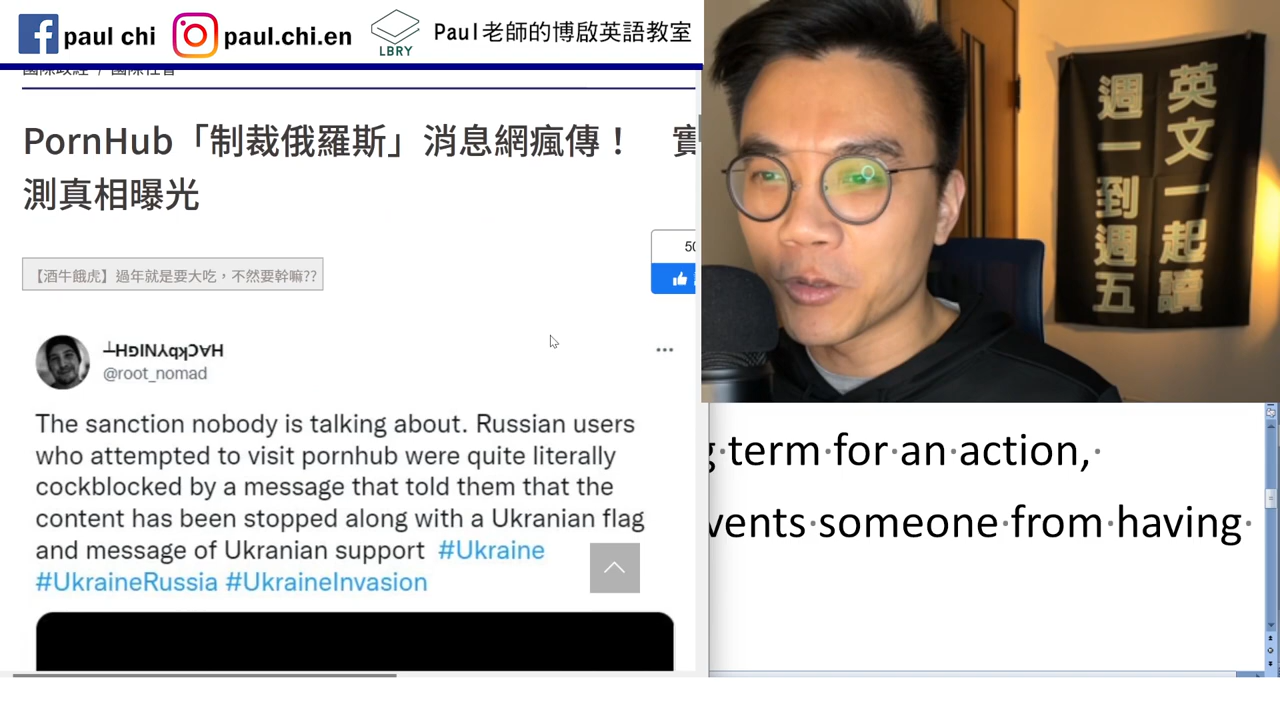 paul chi
paul.chi.en
LBRY
Paul老師的博啟英語教室
PornHub「制裁俄羅斯」消息網瘋傳！ 實
測真相曝光
【酒牛餓虎】過年就是要大吃，不然要幹嘛??
50
@root_nomad
The sanction nobody is talking about. Russian users
who attempted to visit pornhub were quite literally
cockblocked by a message that told them that the
content has been stopped along with a Ukranian flag
and message of Ukranian support #Ukraine
#UkraineRussia #UkraineInvasion
英文一起讀
週一到週五
term for an action,
vents someone from having